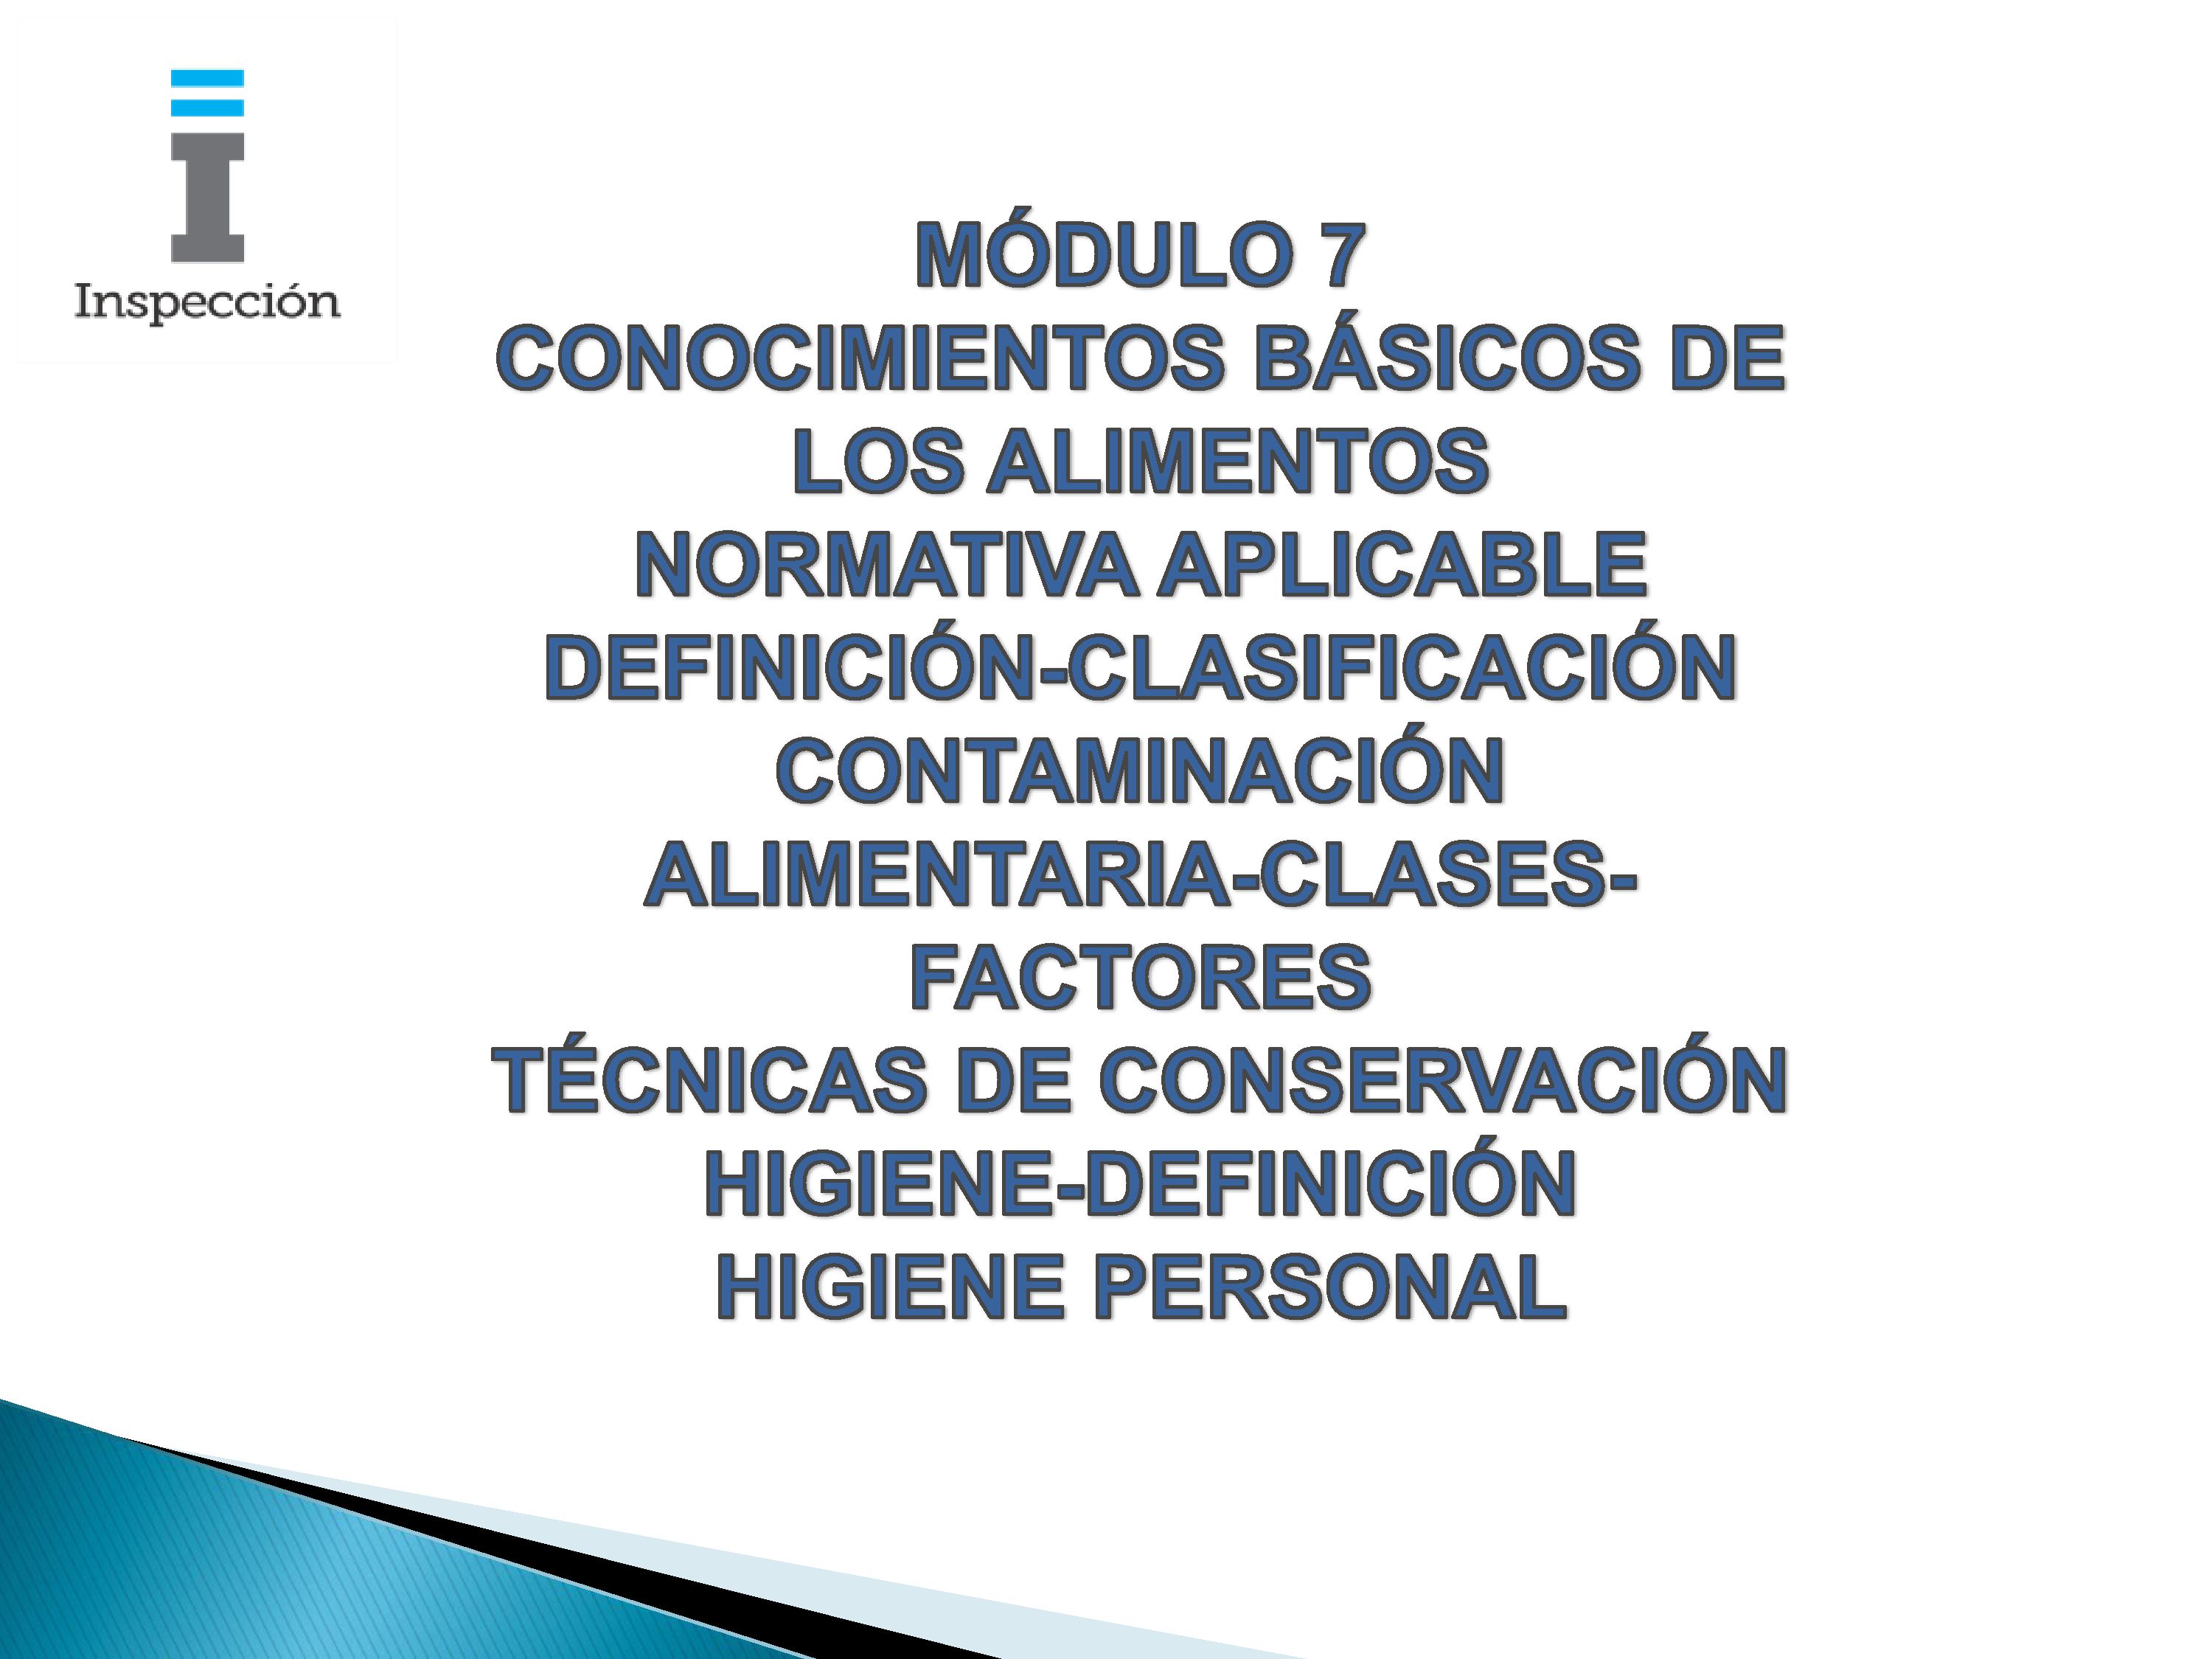 Inspección
MÓDULO 7
CONOCIMIENTOS BÁSICOS DE
LOS ALIMENTOS
NORMATIVA APLICABLE
DEFINICIÓN-CLASIFICACIÓN
CONTAMINACIÓN
ALIMENTARIA-CLASES-
FACTORES
TÉCNICAS DE CONSERVACIÓN
HIGIENE-DEFINICIÓN
HIGIENE PERSONAL